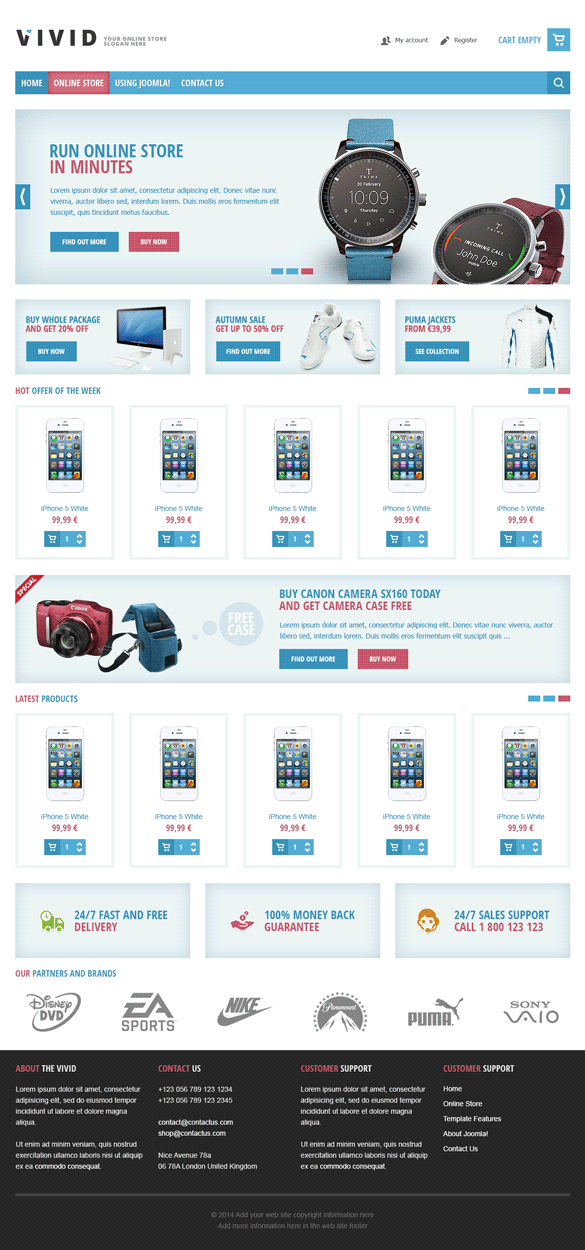 VIVID
YOUR ONLINE STORE
SLOGAN HERE
My account
Register
CART EMPTY
HOME
ONLINE STORE
USING JOOMLA!
CONTACT US
RUN ONLINE STORE
IN MINUTES
Lorem ipsum dolor sit amet, consectetur adipiscing elit. Donec vitae nunc
viverra, auctor libero sed, interdum lorem. Duis mollis eros fermentum elit
suscipit, quis tincidunt metus faucibus.
FIND OUT MORE
BUY NOW
TRIWA
20 February
10:09
Thursday
TRIWA
INCOMING CALL
John Doe
mobile
BUY WHOLE PACKAGE
AND GET 20% OFF
BUY NOW
AUTUMN SALE
GET UP TO 50% OFF
FIND OUT MORE
PUMA JACKETS
FROM €39,99
SEE COLLECTION
HOT OFFER OF THE WEEK
iPhone 5 White
99,99 €
1
iPhone 5 White
99,99 €
1
iPhone 5 White
99,99 €
1
iPhone 5 White
99,99 €
1
iPhone 5 White
99,99 €
1
SPECIAL
Canon
FREE
CASE
BUY CANON CAMERA SX160 TODAY
AND GET CAMERA CASE FREE
Lorem ipsum dolor sit amet, consectetur adipiscing elit. Donec vitae nunc viverra, auctor
libero sed, interdum lorem. Duis mollis eros fermentum elit suscipit quis ...
FIND OUT MORE
BUY NOW
LATEST PRODUCTS
iPhone 5 White
99,99 €
1
iPhone 5 White
99,99 €
1
iPhone 5 White
99,99 €
1
iPhone 5 White
99,99 €
1
iPhone 5 White
99,99 €
1
24/7 FAST AND FREE
DELIVERY
100% MONEY BACK
GUARANTEE
24/7 SALES SUPPORT
CALL 1 800 123 123
OUR PARTNERS AND BRANDS
Disney
DVD
EA
SPORTS
NIKE
Paramount
PUMA
SONY
VAIO
ABOUT THE VIVID
Lorem ipsum dolor sit amet, consectetur
adipiscing elit, sed do eiusmod tempor
incididunt ut labore et dolore magna
aliqua.
Ut enim ad minim veniam, quis nostrud
exercitation ullamco laboris nisi ut aliquip
ex ea commodo consequat.
CONTACT US
+123 056 789 123 1234
+123 056 789 123 2345
contact@contactus.com
shop@contactus.com
Nice Avenue 78a
06 78A London United Kingdom
CUSTOMER SUPPORT
Lorem ipsum dolor sit amet, consectetur
adipiscing elit, sed do eiusmod tempor
incididunt ut labore et dolore magna
aliqua.
Ut enim ad minim veniam, quis nostrud
exercitation ullamco laboris nisi ut aliquip
ex ea commodo consequat.
CUSTOMER SUPPORT
Home
Online Store
Template Features
About Joomla!
Contact Us
© 2014 Add your web site copyright information here
Add more information here in the web site footer